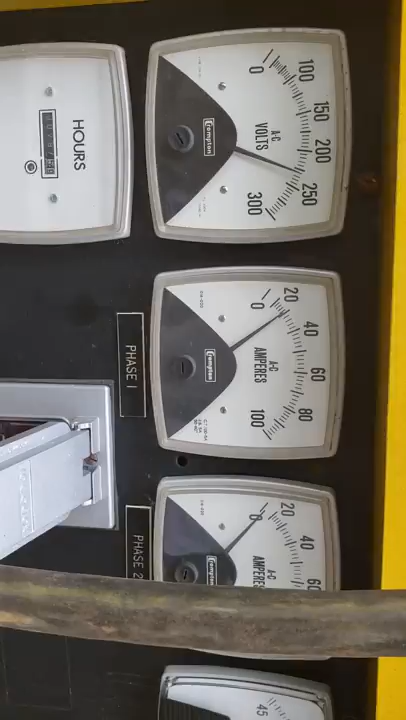 HOURS
0
100
150
200
250
300
A-C
VOLTS
Crompton
PHASE 1
0
20
40
60
80
100
A-C
AMPERES
Crompton
PHASE 2
0
20
40
60
A-C
AMPERES
Crompton
45